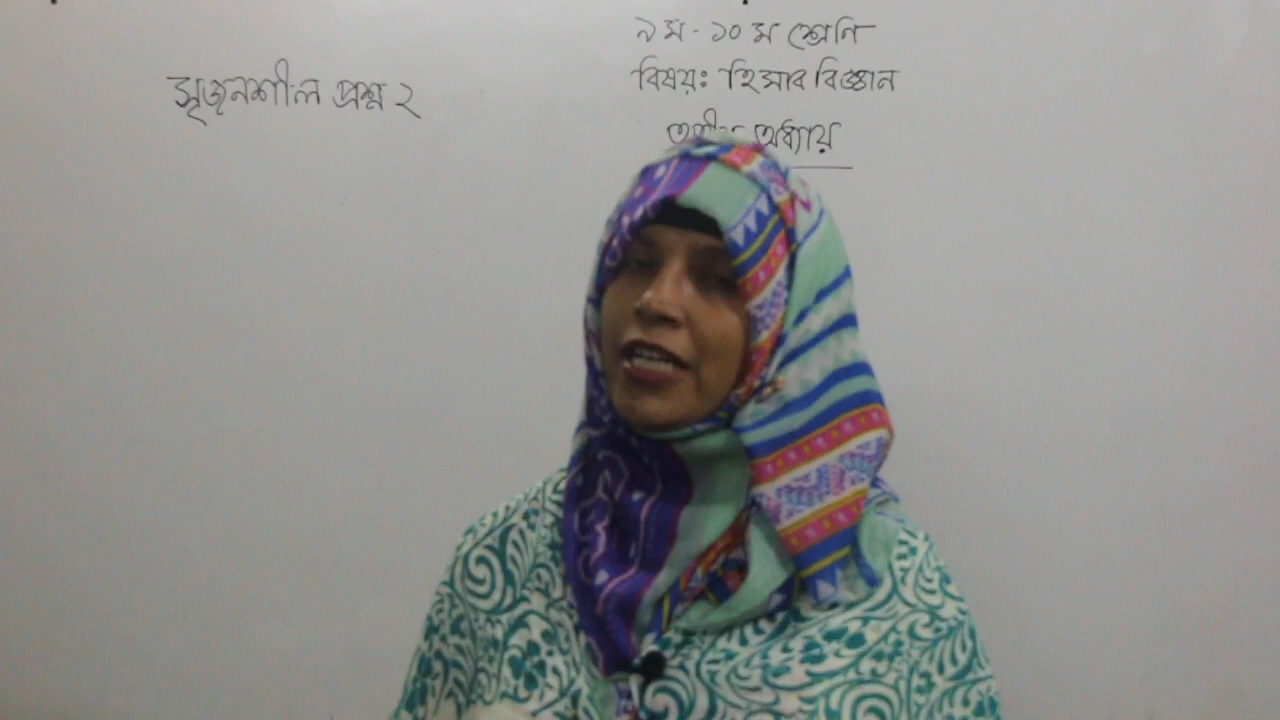 সৃজনশীল প্রশ্ন ২
৯ম - ১০ম শ্রেণি
বিষয়ঃ হিসাব বিজ্ঞান
অধ্যায়